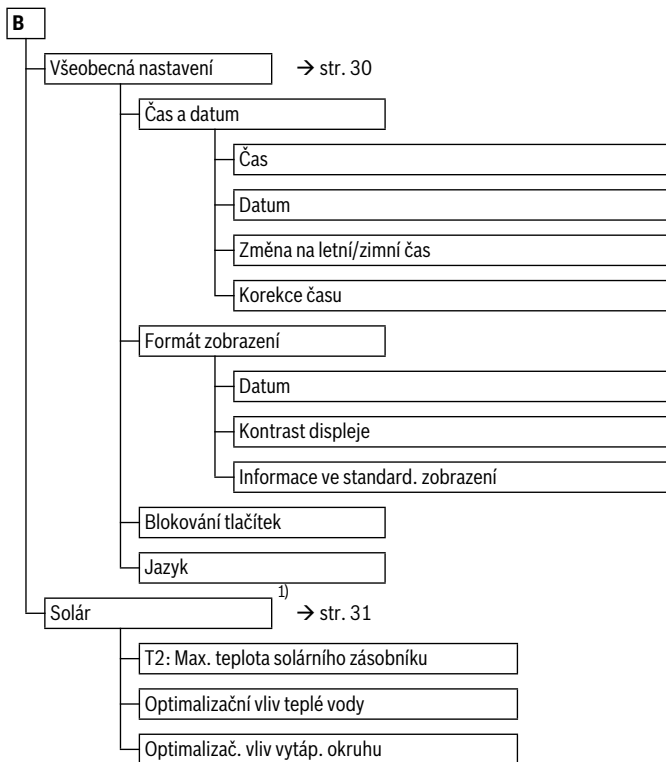 B
Všeobecná nastavení → str. 30
Čas a datum
Čas
Datum
Změna na letní/zimní čas
Korekce času
Formát zobrazení
Datum
Kontrast displeje
Informace ve standard. zobrazení
Blokování tlačítek
Jazyk
Solár 1) → str. 31
T2: Max. teplota solárního zásobníku
Optimalizační vliv teplé vody
Optimalizač. vliv vytáp. okruhu